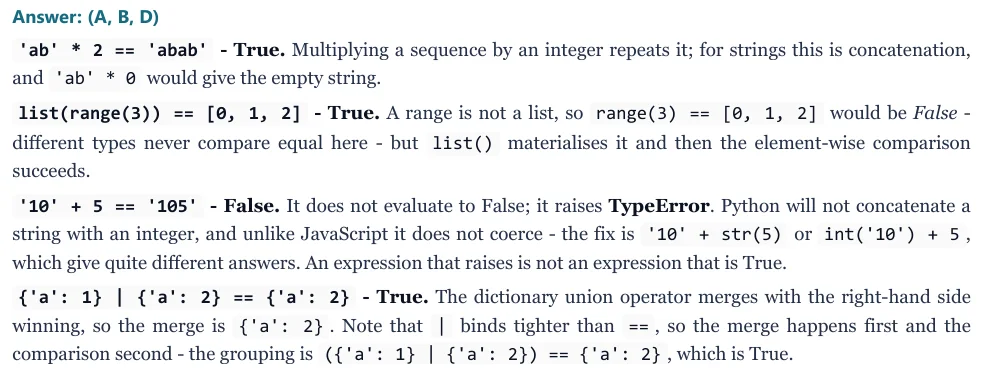 Answer: (A, B, D)
'ab' * 2 == 'abab' - True. Multiplying a sequence by an integer repeats it; for strings this is concatenation,
and 'ab' * 0 would give the empty string.
list(range(3)) == [0, 1, 2] - True. A range is not a list, so range(3) == [0, 1, 2] would be False -
different types never compare equal here - but list() materialises it and then the element-wise comparison
succeeds.
'10' + 5 == '105' - False. It does not evaluate to False; it raises TypeError. Python will not concatenate a
string with an integer, and unlike JavaScript it does not coerce - the fix is '10' + str(5) or int('10') + 5,
which give quite different answers. An expression that raises is not an expression that is True.
{'a': 1} | {'a': 2} == {'a': 2} - True. The dictionary union operator merges with the right-hand side
winning, so the merge is {'a': 2}. Note that | binds tighter than ==, so the merge happens first and the
comparison second - the grouping is ({'a': 1} | {'a': 2}) == {'a': 2}, which is True.